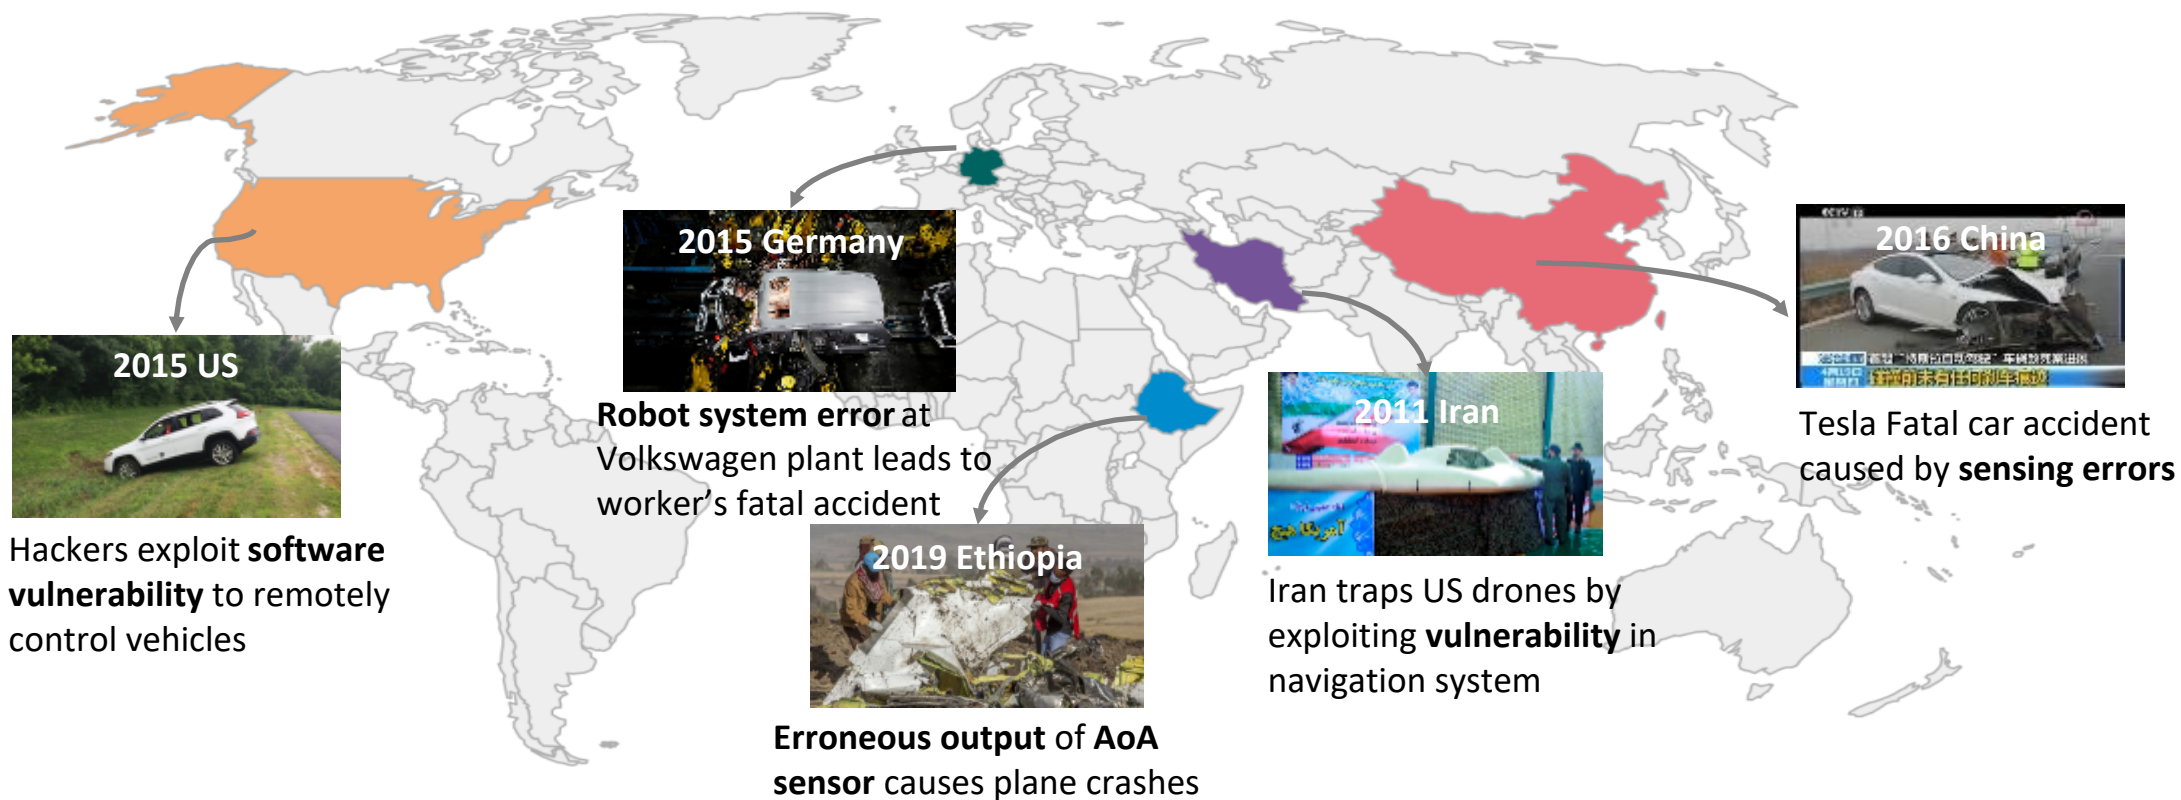 2015 US
Hackers exploit software
vulnerability to remotely
control vehicles
2015 Germany
Robot system error at
Volkswagen plant leads to
worker’s fatal accident
2019 Ethiopia
Erroneous output of AoA
sensor causes plane crashes
2011 Iran
Iran traps US drones by
exploiting vulnerability in
navigation system
2016 China
Tesla Fatal car accident
caused by sensing errors